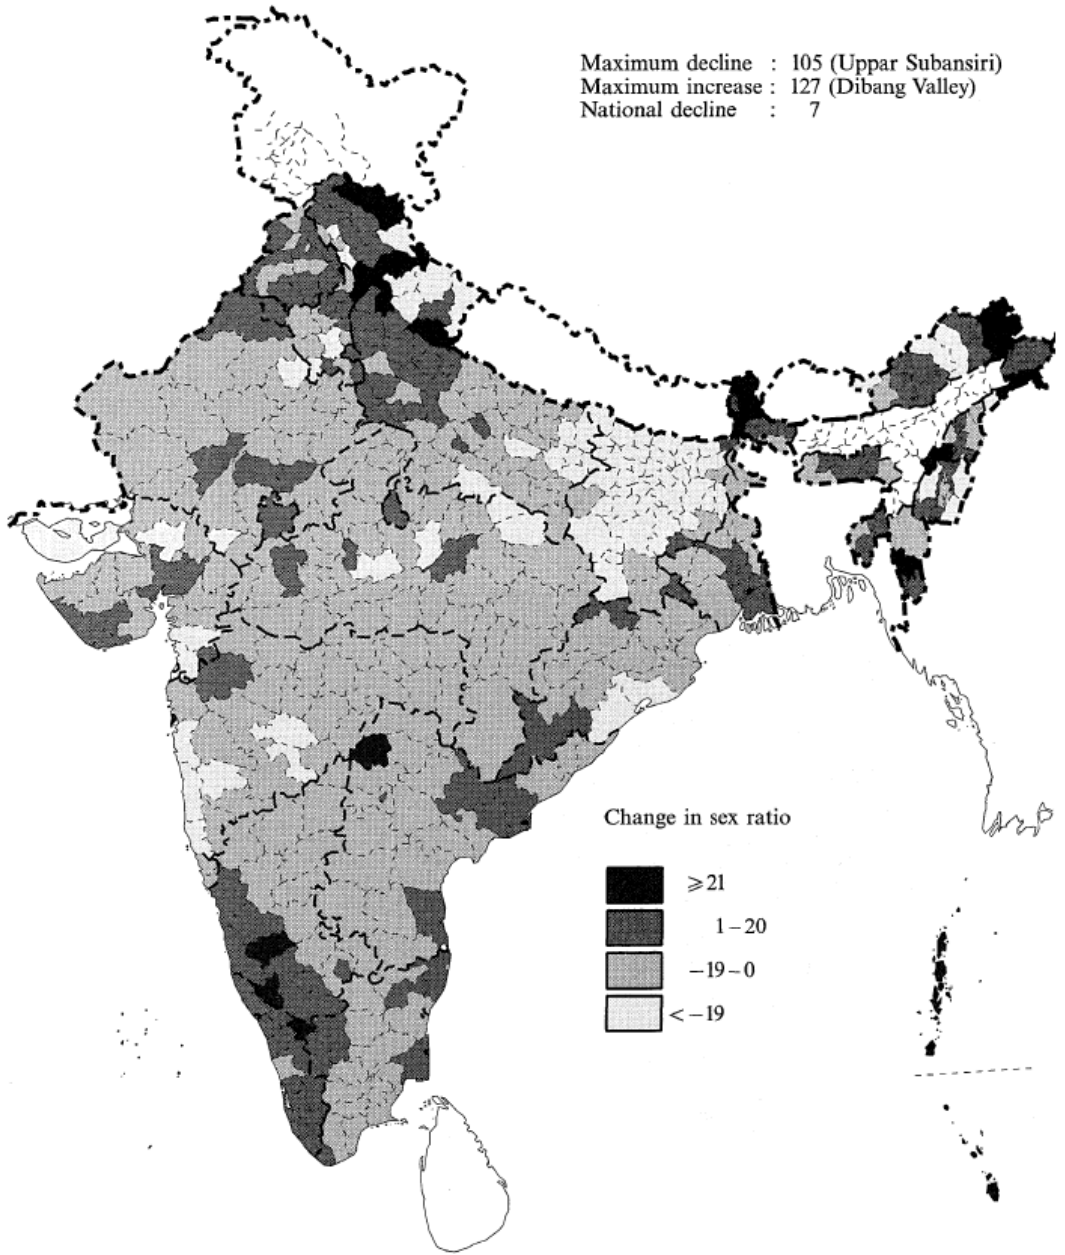 Maximum decline : 105 (Uppar Subansiri)
Maximum increase : 127 (Dibang Valley)
National decline : 7
Change in sex ratio
⩾21
1–20
−19–0
<−19